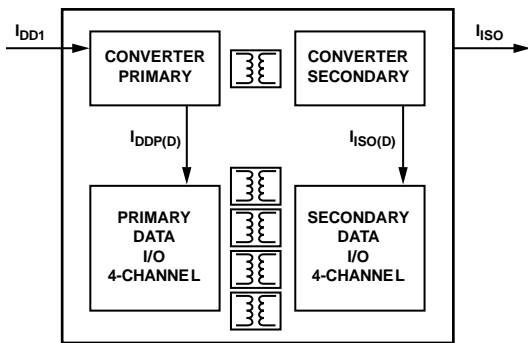 I_DD1
I_ISO
CONVERTER
PRIMARY
CONVERTER
SECONDARY
I_DDP(D)
I_ISO(D)
PRIMARY
DATA
I/O
4-CHANNEL
SECONDARY
DATA
I/O
4-CHANNEL